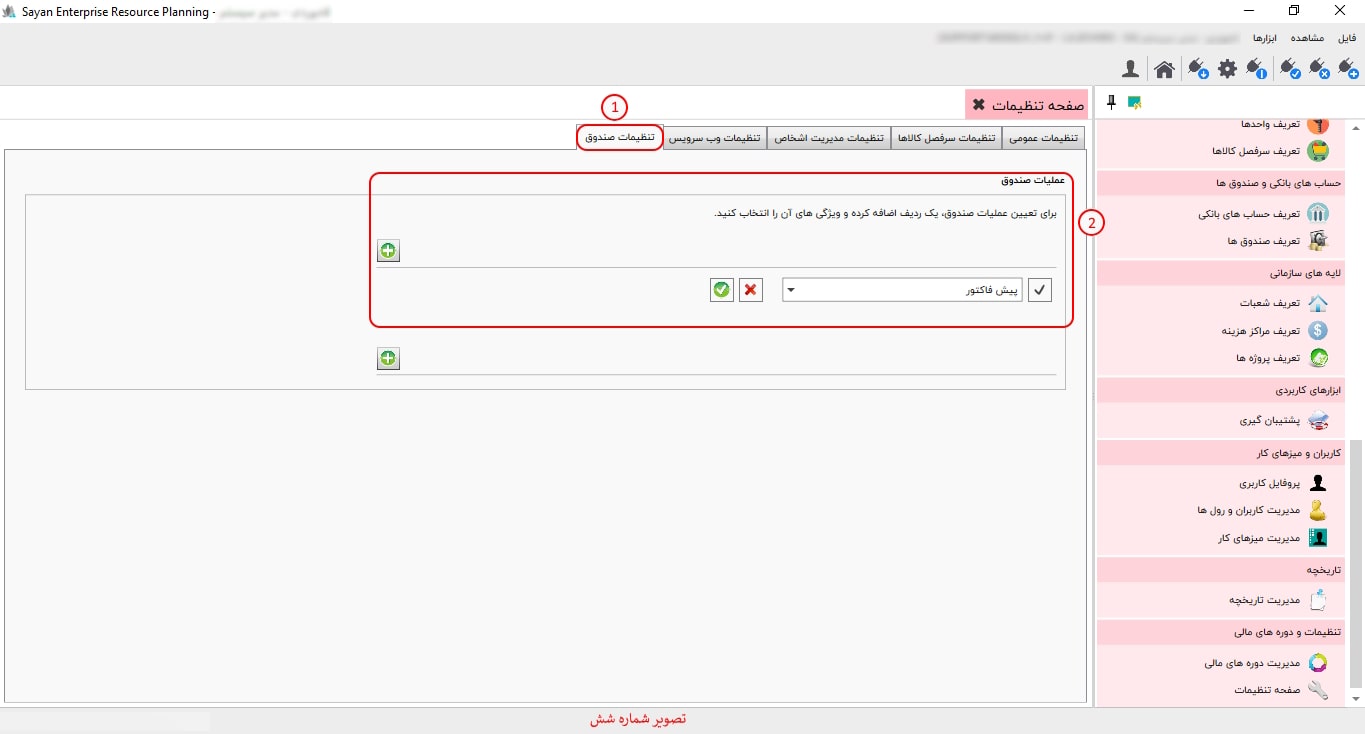 Sayan Enterprise Resource Planning -
فایل مشاهده ابزارها
صفحه تنظیمات
1
تنظیمات عمومی
تنظیمات سرفصل کالاها
تنظیمات مدیریت اشخاص
تنظیمات وب سرویس
تنظیمات صندوق
عملیات صندوق
2
برای تعیین عملیات صندوق، یک ردیف اضافه کرده و ویژگی های آن را انتخاب کنید.
پیش فاکتور
تعریف واحدها
تعریف سرفصل کالاها
حساب های بانکی و صندوق ها
تعریف حساب های بانکی
تعریف صندوق ها
لایه های سازمانی
تعریف شعبات
تعریف مراکز هزینه
تعریف پروژه ها
ابزارهای کاربردی
پشتیبان گیری
کاربران و میزهای کار
پروفایل کاربری
مدیریت کاربران و رول ها
مدیریت میزهای کار
تاریخچه
مدیریت تاریخچه
تنظیمات و دوره های مالی
مدیریت دوره های مالی
صفحه تنظیمات
تصویر شماره شش